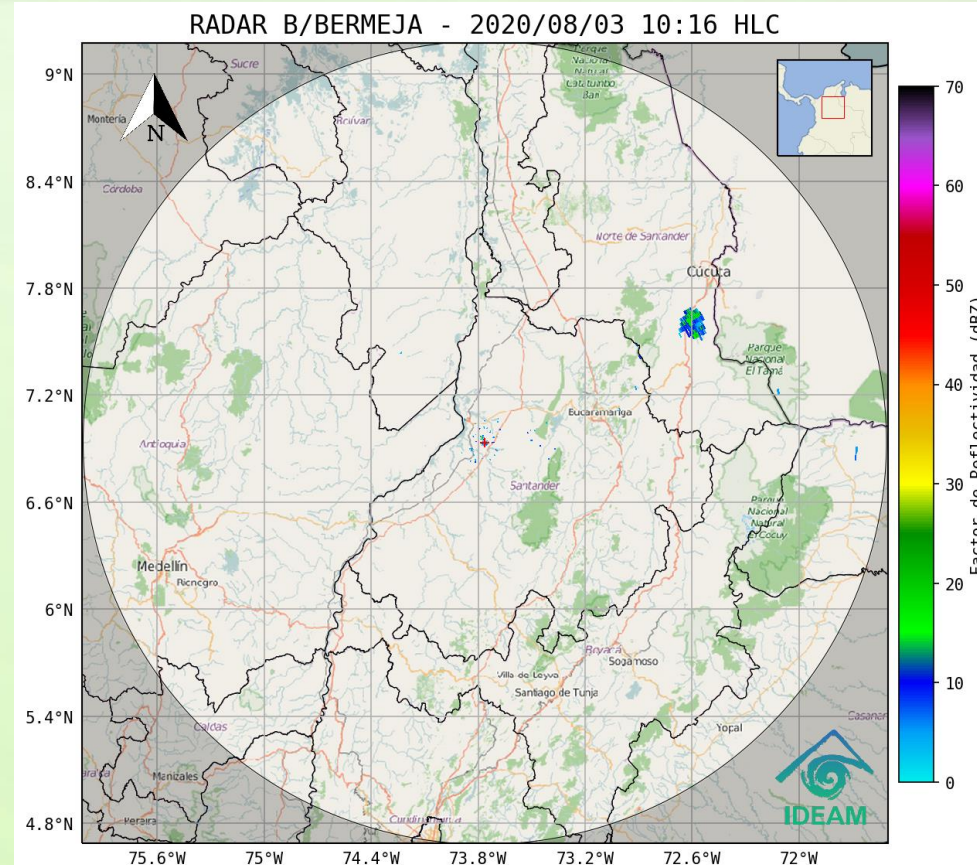 RADAR B/BERMEJA - 2020/08/03 10:16 HLC
9°N
8.4°N
7.8°N
7.2°N
6.6°N
6°N
5.4°N
4.8°N
75.6°W
75°W
74.4°W
73.8°W
73.2°W
72.6°W
72°W
N
Sucre
Montería
Bolívar
Córdoba
Parque
Nacional
Natural
Catatumbo
Bari
Norte de Santander
Cúcuta
Parque
Nacional
El Tamá
Bucaramanga
Antioquia
Santander
Parque
Nacional
Natural
El Cocuy
Medellín
Rionegro
Boyacá
Sogamoso
Villa de Leyva
Santiago de Tunja
Caldas
Yopal
Casanar
Manizales
Pereira
Cundinamarca
IDEAM
70
60
50
40
30
20
10
0
Factor de Reflectividad (dBZ)